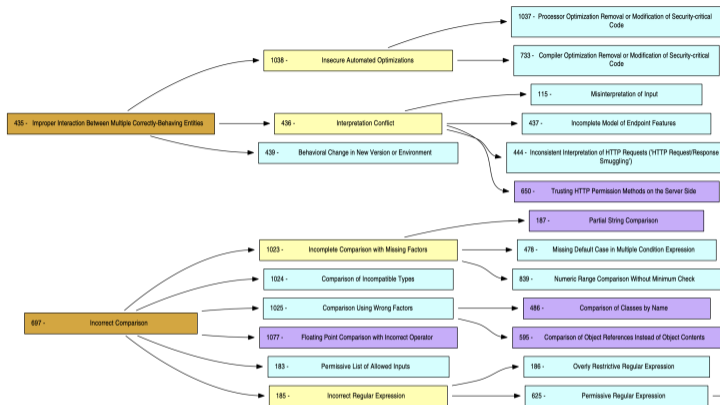 1037 - Processor Optimization Removal or Modification of Security-critical
Code
1038 - Insecure Automated Optimizations
733 - Compiler Optimization Removal or Modification of Security-critical
Code
115 - Misinterpretation of Input
435 - Improper Interaction Between Multiple Correctly-Behaving Entities
436 - Interpretation Conflict
437 - Incomplete Model of Endpoint Features
439 - Behavioral Change in New Version or Environment
444 - Inconsistent Interpretation of HTTP Requests ('HTTP Request/Response
Smuggling')
650 - Trusting HTTP Permission Methods on the Server Side
187 - Partial String Comparison
1023 - Incomplete Comparison with Missing Factors
478 - Missing Default Case in Multiple Condition Expression
1024 - Comparison of Incompatible Types
839 - Numeric Range Comparison Without Minimum Check
1025 - Comparison Using Wrong Factors
486 - Comparison of Classes by Name
697 - Incorrect Comparison
1077 - Floating Point Comparison with Incorrect Operator
595 - Comparison of Object References Instead of Object Contents
183 - Permissive List of Allowed Inputs
186 - Overly Restrictive Regular Expression
185 - Incorrect Regular Expression
625 - Permissive Regular Expression